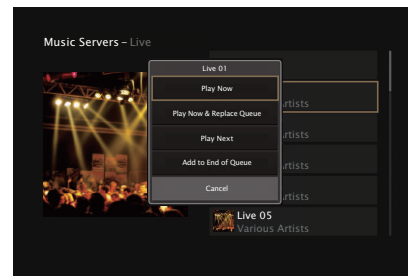 Music Servers – Live
Live 01
Play Now
Play Now & Replace Queue
Play Next
Add to End of Queue
Cancel
Artists
Artists
Artists
Artists
Live 05
Various Artists